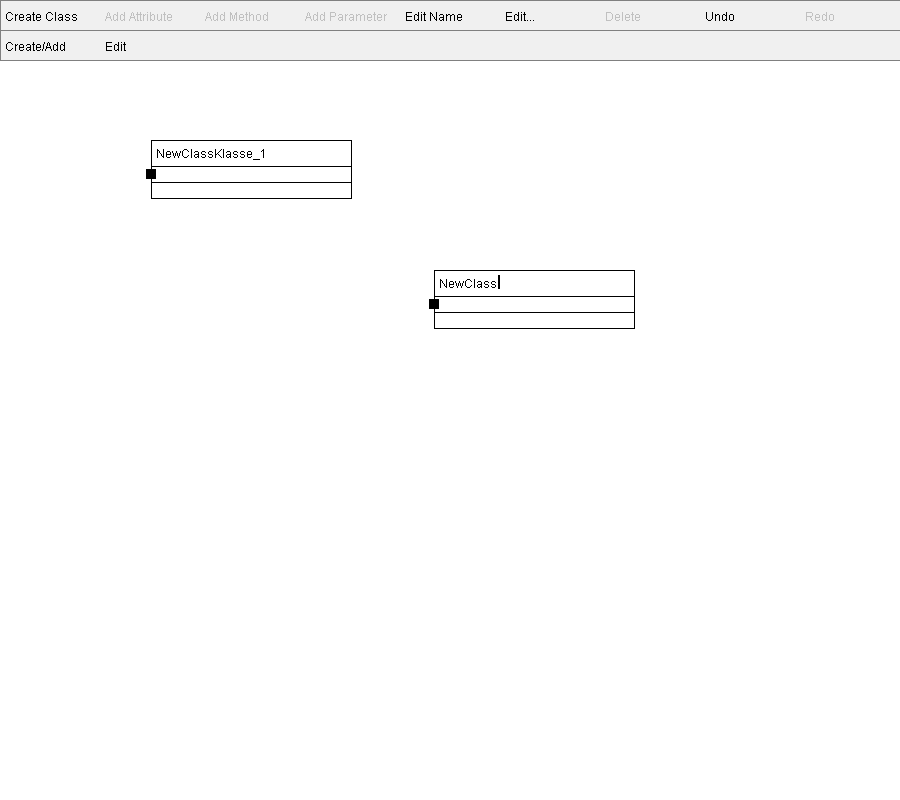 Create Class Add Attribute Add Method Add Parameter Edit Name Edit... Delete Undo Redo
Create/Add Edit
NewClassKlasse_1
NewClass